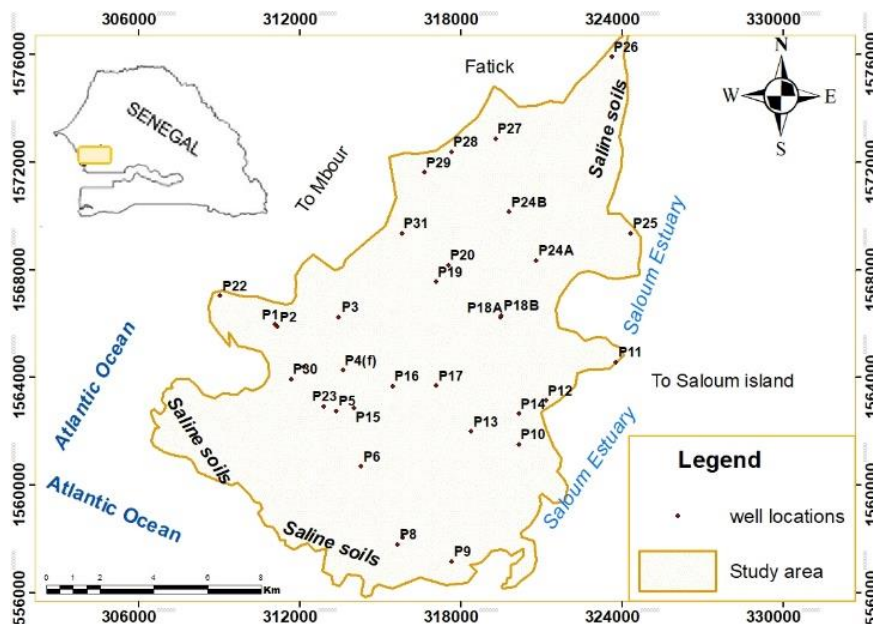 306000 312000 318000 324000 330000
1576000
1572000
1568000
1564000
1560000
1556000
SENEGAL
Fatick
To Mbour
N
W E
S
Saline soils
P26
P27
P28
P29
P24B
P31
P25
P20
P24A
P19
P22
P18A P18B
P1 P2
P3
Saloum Estuary
P11
P4(f)
P30
P16
P17
To Saloum island
P12
P23
P5
P14
P15
P13
P10
P6
Atlantic Ocean
Atlantic Ocean
Saline soils
Saline soils
Saloum Estuary
P8
P9
Legend
well locations
Study area
0 1 2 4 6 8
Km
1576000
1572000
1568000
1564000
1560000
1556000
306000 312000 318000 324000 330000